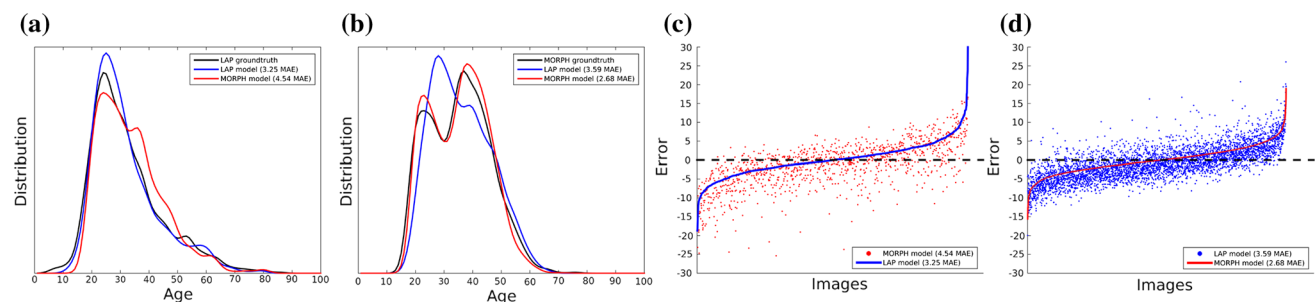 (a)
Distribution
LAP groundtruth
LAP model (3.25 MAE)
MORPH model (4.54 MAE)
0 10 20 30 40 50 60 70 80 90 100
Age
(b)
Distribution
MORPH groundtruth
LAP model (3.59 MAE)
MORPH model (2.68 MAE)
0 10 20 30 40 50 60 70 80 90 100
Age
(c)
Error
30
25
20
15
10
5
0
-5
-10
-15
-20
-25
-30
MORPH model (4.54 MAE)
LAP model (3.25 MAE)
Images
(d)
Error
30
25
20
15
10
5
0
-5
-10
-15
-20
-25
-30
LAP model (3.59 MAE)
MORPH model (2.68 MAE)
Images